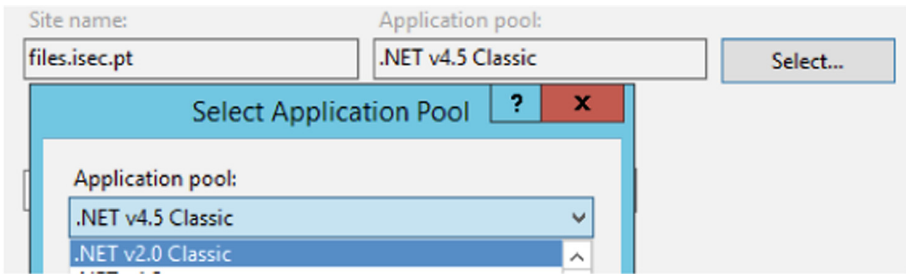 Site name:
Application pool:
files.isec.pt
.NET v4.5 Classic
Select...
Select Application Pool
?
x
Application pool:
.NET v4.5 Classic
.NET v2.0 Classic